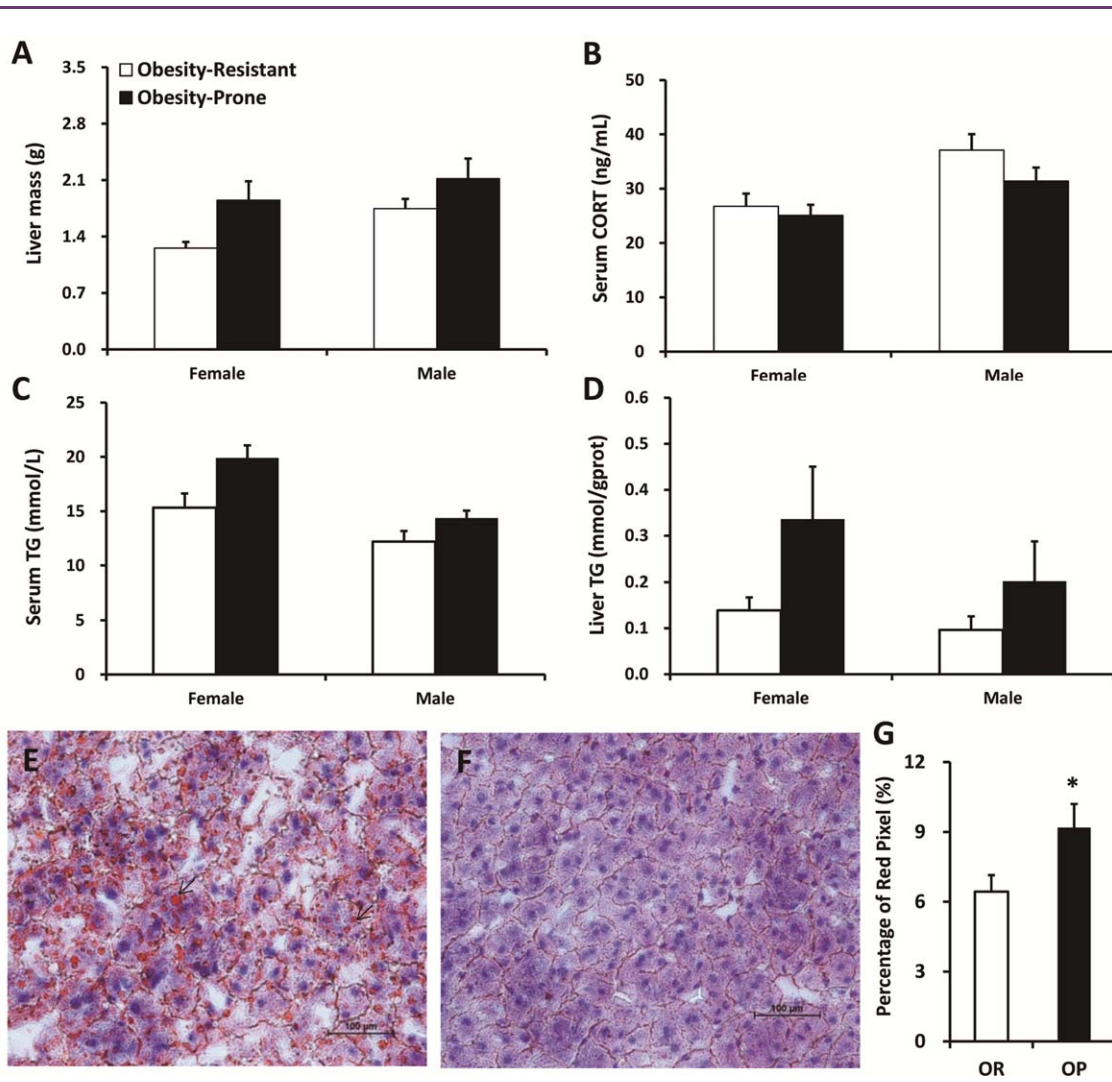 A
B
3.5
2.8
2.1
1.4
0.7
0.0
Liver mass (g)
Obesity-Resistant
Obesity-Prone
Female
Male
50
40
30
20
10
0
Serum CORT (ng/mL)
Female
Male
C
D
25
20
15
10
5
0
Serum TG (mmol/L)
Female
Male
0.6
0.5
0.4
0.3
0.2
0.1
0.0
Liver TG (mmol/gprot)
Female
Male
E
100 µm
F
100 µm
G
12
9
6
3
0
Percentage of Red Pixel (%)
*
OR
OP